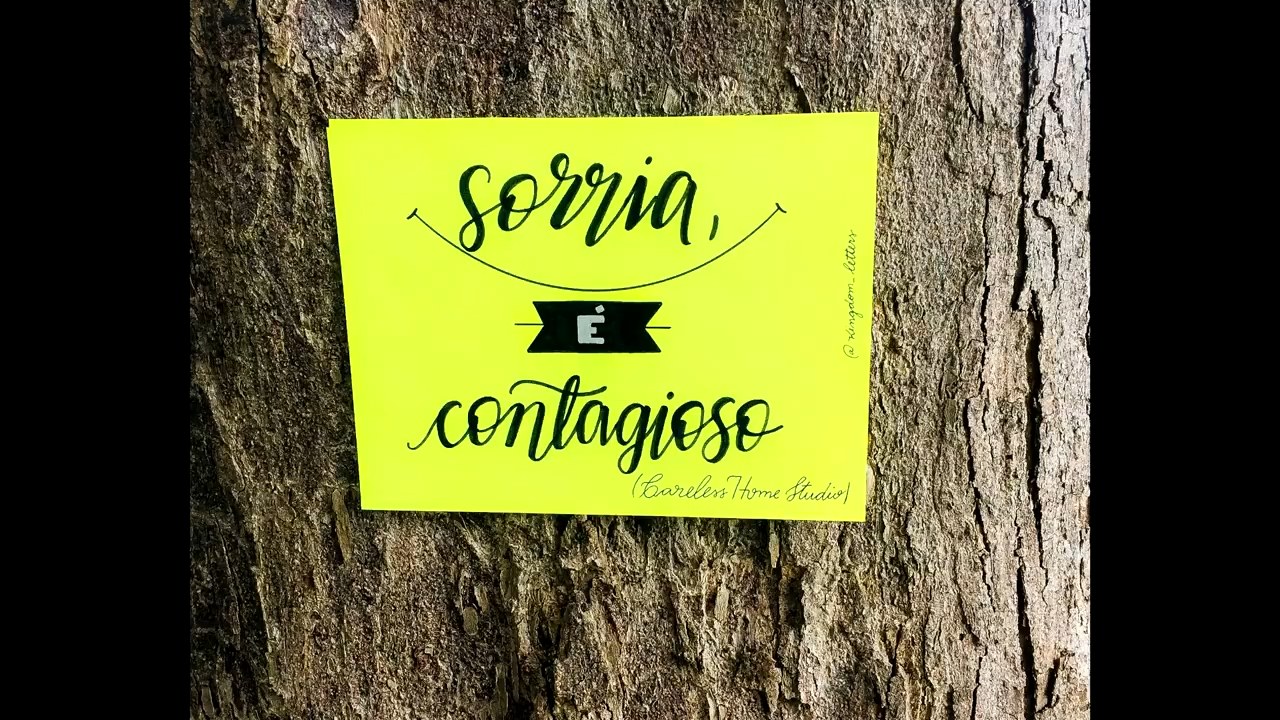 sorria,
É
contagioso
(Careless Home Studio)
@kingdom_letters